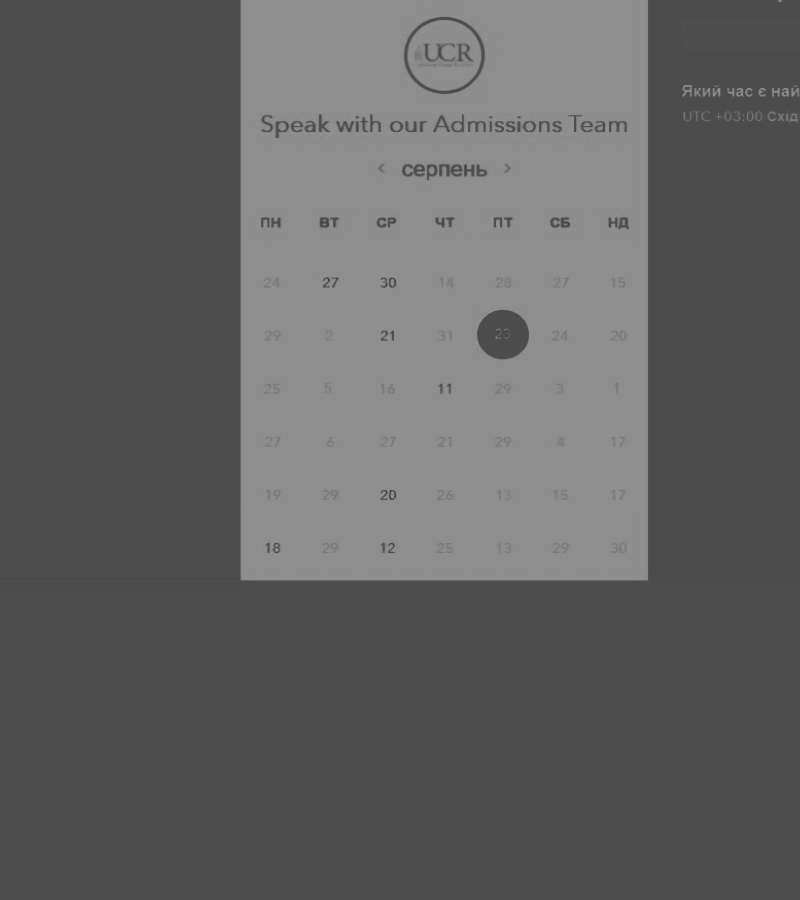 UCR
Speak with our Admissions Team
< серпень >
ПН ВТ СР ЧТ ПТ СБ НД
24 27 30 14 28 27 15
29 2 21 31 23 24 20
25 5 16 11 29 3 1
27 6 27 21 29 4 17
19 29 20 26 13 15 17
18 29 12 25 13 29 30
Який час є най
UTC +03:00 Схід